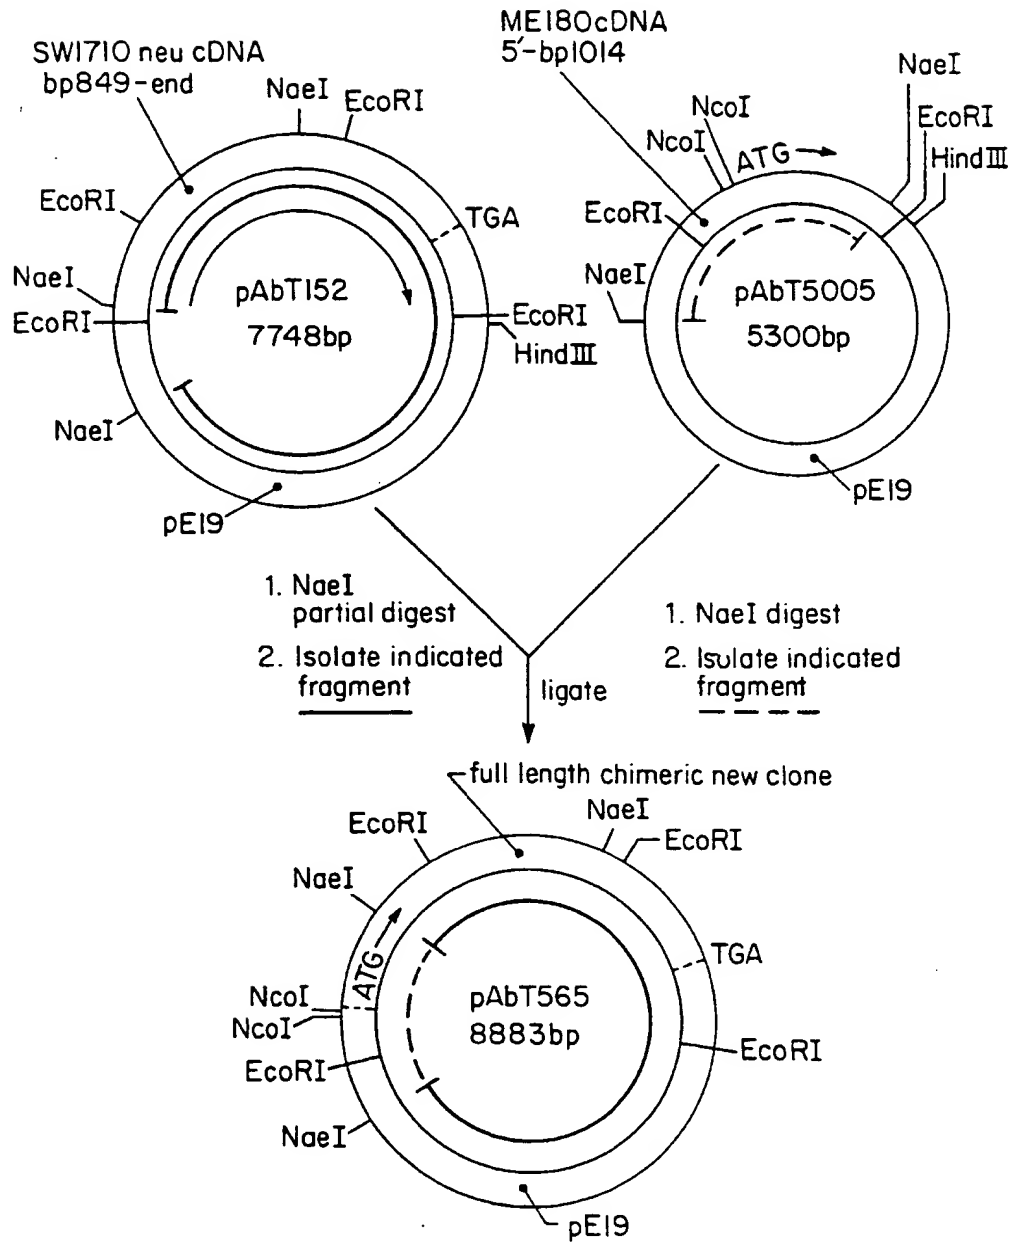 SW1710 neu cDNA
bp849-end
NaeI
EcoRI
EcoRI
TGA
NaeI
EcoRI
pAbT152
7748bp
EcoRI
HindIII
NaeI
pE19
ME180cDNA
5'-bp1014
NaeI
NcoI
EcoRI
NcoI
ATG
HindIII
EcoRI
NaeI
pAbT5005
5300bp
pE19
1. NaeI
partial digest
2. Isolate indicated
fragment
1. NaeI digest
2. Isulate indicated
fragment
ligate
full length chimeric new clone
NaeI
EcoRI
EcoRI
NaeI
ATG
TGA
NcoI
NcoI
pAbT565
8883bp
EcoRI
EcoRI
NaeI
pE19